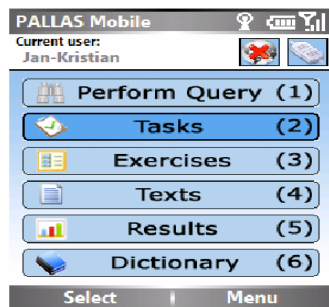 PALLAS Mobile
Current user:
Jan-Kristian
Perform Query (1)
Tasks (2)
Exercises (3)
Texts (4)
Results (5)
Dictionary (6)
Select Menu